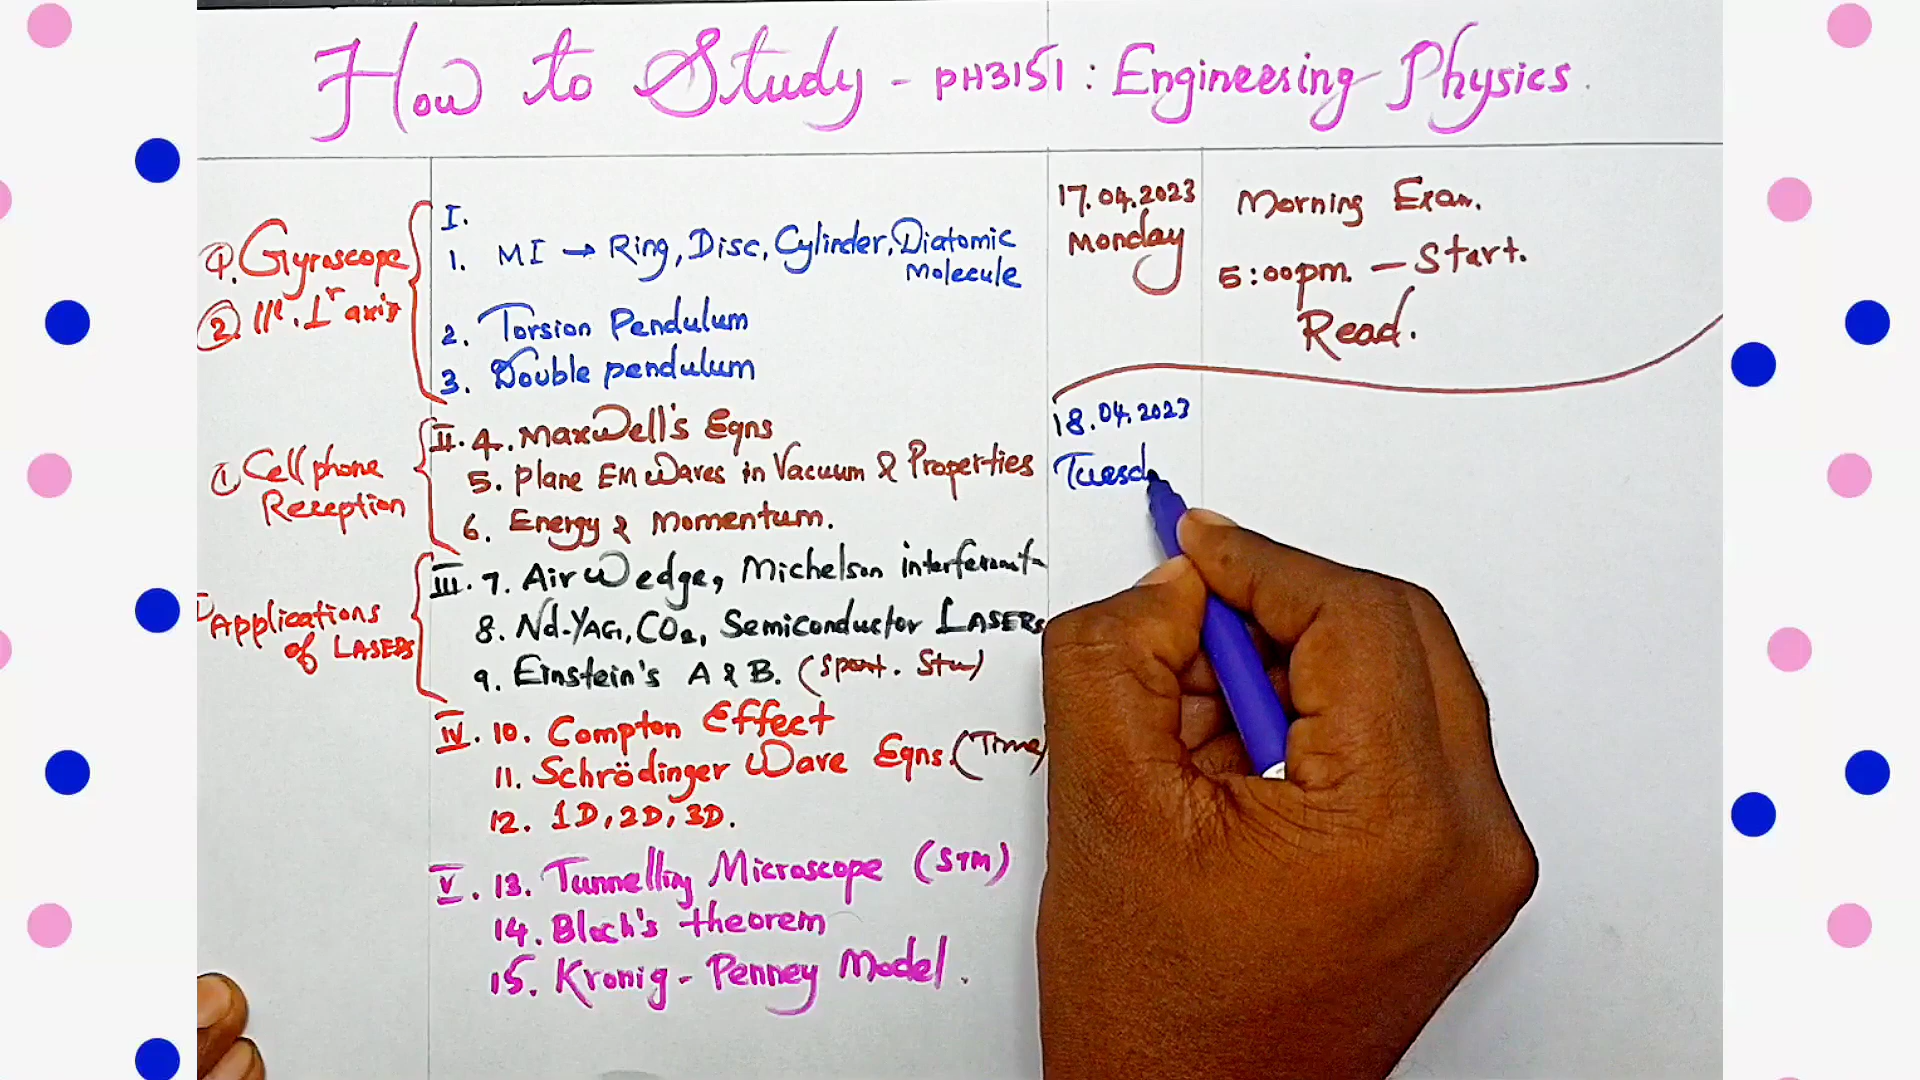 How to Study - PH3151 : Engineering Physics.
①. Gyroscope
②. 11ˡ. ⊥ʳ axis
I.
1. MI → Ring, Disc, Cylinder, Diatomic
Molecule
2. Torsion Pendulum
3. Double pendulum
① Cell phone
Reception
II. 4. Maxwell's Eqns
5. Plane EM Waves in Vacuum & Properties
6. Energy & Momentum.
Applications
of LASERS
III. 7. Air Wedge, Michelson
8. Nd-YAG, CO₂, Semiconductor LASERS
9. Einstein's A & B. (Spont. Stu)
IV. 10. Compton Effect
11. Schrödinger Wave Eqns. (Time)
12. 1D, 2D, 3D.
V. 13. Tunnelling Microscope (STM)
14. Bloch's theorem
15. Kronig - Penney Model.
17.04.2023
Monday
Morning Exam.
5:00pm - Start.
Read.
18.04.2023
Tuesd